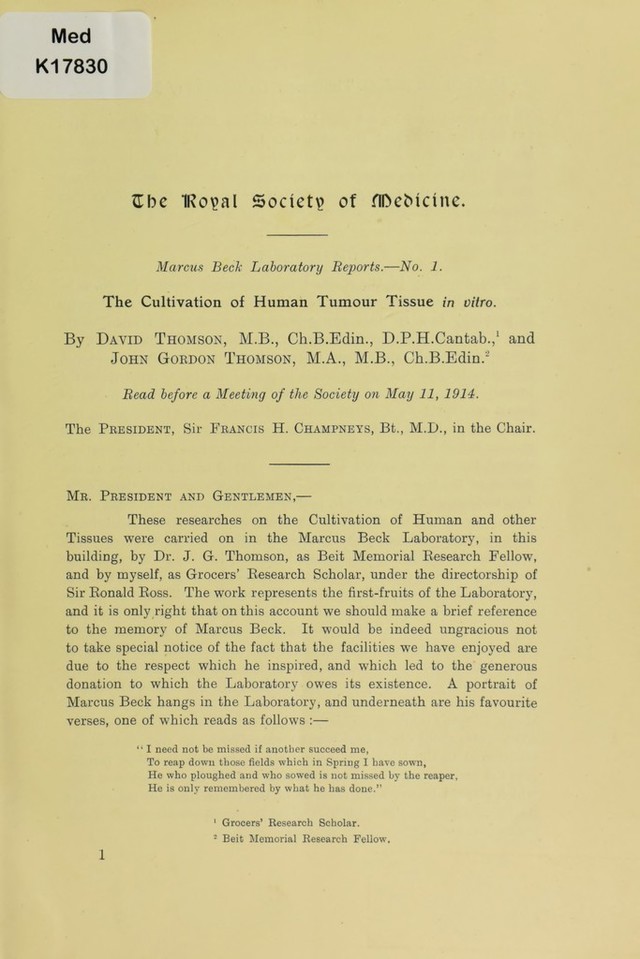 Med
K17830
The Royal Society of Medicine.
Marcus Beck Laboratory Reports.—No. 1.
The Cultivation of Human Tumour Tissue in vitro.
By DAVID THOMSON, M.B., Ch.B.Edin., D.P.H.Cantab.,¹ and
JOHN GORDON THOMSON, M.A., M.B., Ch.B.Edin.²
Read before a Meeting of the Society on May 11, 1914.
The PRESIDENT, Sir FRANCIS H. CHAMPNEYS, Bt., M.D., in the Chair.
MR. PRESIDENT AND GENTLEMEN,—
These researches on the Cultivation of Human and other
Tissues were carried on in the Marcus Beck Laboratory, in this
building, by Dr. J. G. Thomson, as Beit Memorial Research Fellow,
and by myself, as Grocers' Research Scholar, under the directorship of
Sir Ronald Ross. The work represents the first-fruits of the Laboratory,
and it is only right that on this account we should make a brief reference
to the memory of Marcus Beck. It would be indeed ungracious not
to take special notice of the fact that the facilities we have enjoyed are
due to the respect which he inspired, and which led to the generous
donation to which the Laboratory owes its existence. A portrait of
Marcus Beck hangs in the Laboratory, and underneath are his favourite
verses, one of which reads as follows :—
"I need not be missed if another succeed me,
To reap down those fields which in Spring I have sown,
He who ploughed and who sowed is not missed by the reaper,
He is only remembered by what he has done."
¹ Grocers' Research Scholar.
² Beit Memorial Research Fellow.
1